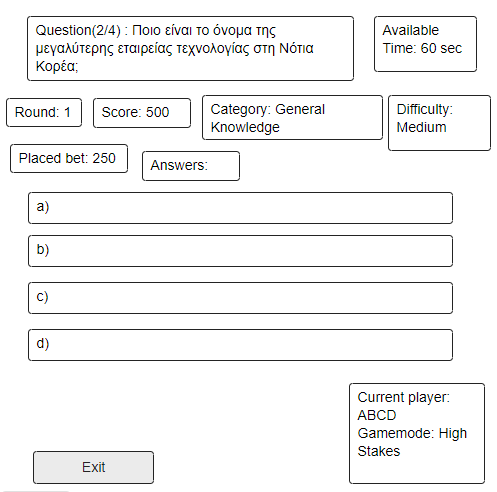 Question(2/4) : Ποιο είναι το όνομα της
μεγαλύτερης εταιρείας τεχνολογίας στη Νότια
Κορέα;
Available
Time: 60 sec
Round: 1
Score: 500
Category: General
Knowledge
Difficulty:
Medium
Placed bet: 250
Answers:
a)
b)
c)
d)
Current player:
ABCD
Gamemode: High
Stakes
Exit